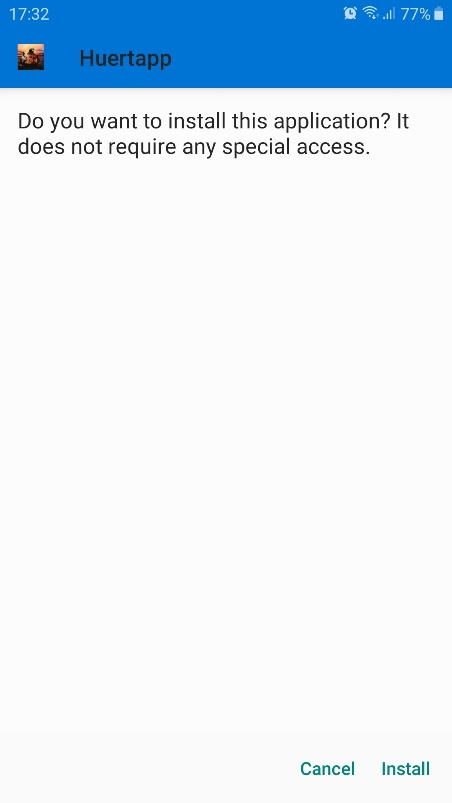 17:32 77%
Huertapp
Do you want to install this application? It
does not require any special access.
Cancel Install